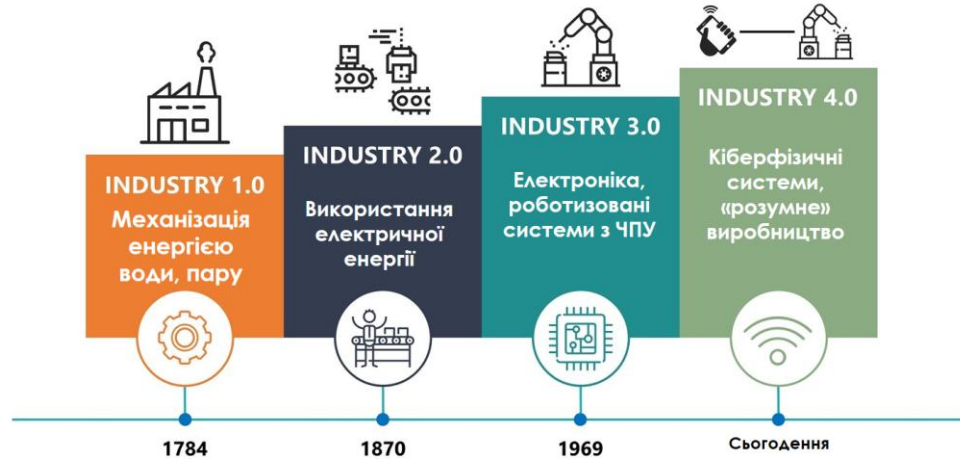 INDUSTRY 1.0
Механізація
енергією
води, пару
INDUSTRY 2.0
Використання
електричної
енергії
INDUSTRY 3.0
Електроніка,
роботизовані
системи з ЧПУ
INDUSTRY 4.0
Кіберфізичні
системи,
«розумне»
виробництво
1784
1870
1969
Сьогодення